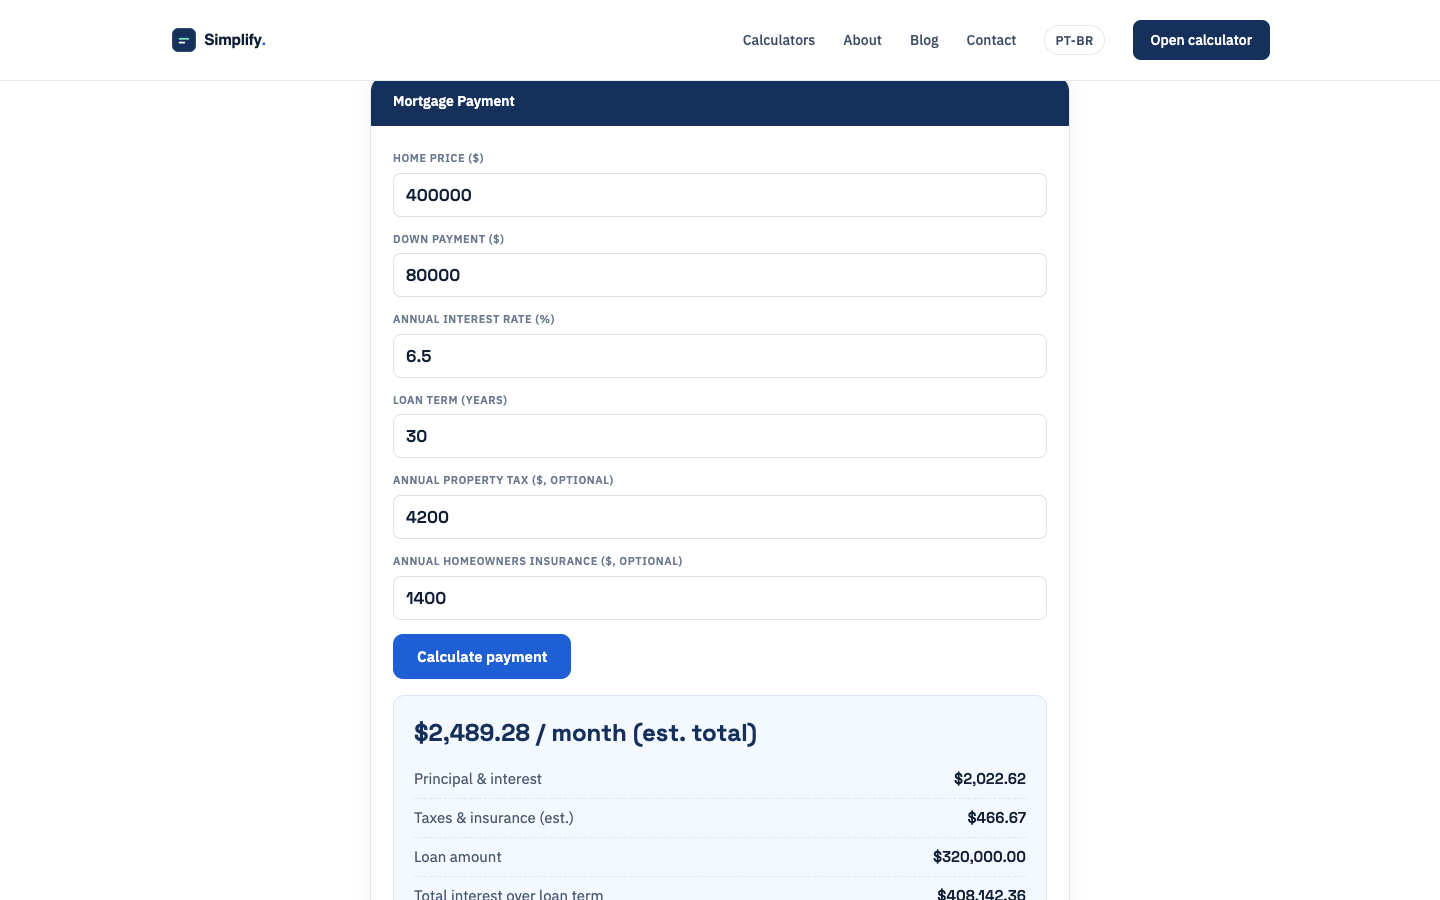 Simplify.
Calculators About Blog Contact PT-BR Open calculator
Mortgage Payment
HOME PRICE ($)
400000
DOWN PAYMENT ($)
80000
ANNUAL INTEREST RATE (%)
6.5
LOAN TERM (YEARS)
30
ANNUAL PROPERTY TAX ($, OPTIONAL)
4200
ANNUAL HOMEOWNERS INSURANCE ($, OPTIONAL)
1400
Calculate payment
$2,489.28 / month (est. total)
Principal & interest $2,022.62
Taxes & insurance (est.) $466.67
Loan amount $320,000.00
Total interest over loan term $408,142.36